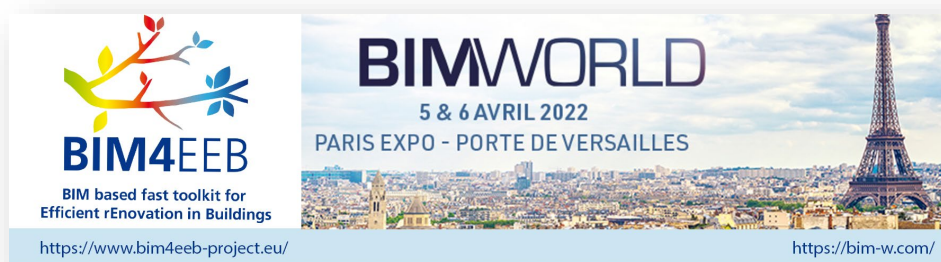 BIM4EEB
BIM based fast toolkit for
Efficient rEnovation in Buildings
BIMWORLD
5 & 6 AVRIL 2022
PARIS EXPO - PORTE DE VERSAILLES
https://www.bim4eeb-project.eu/
https://bim-w.com/